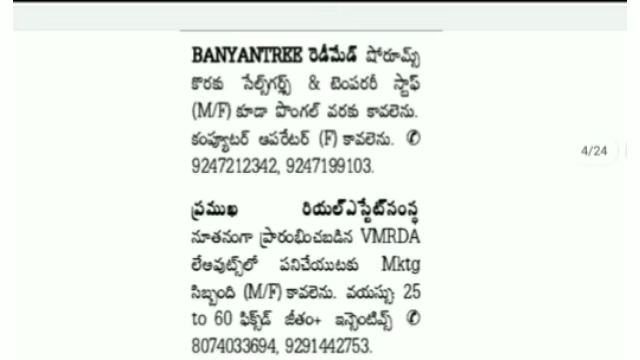 BANYANTREE రెడీమేడ్ షోరూమ్స్
కొరకు సేల్స్‌గర్ల్స్ & టెంపరరీ స్టాఫ్
(M/F) కూడా పొంగల్ వరకు కావలెను.
కంప్యూటర్ ఆపరేటర్ (F) కావలెను. ✆
9247212342, 9247199103.
4/24
ప్రముఖ రియల్ఎస్టేట్‌సంస్థ
నూతనంగా ప్రారంభించబడిన VMRDA
లేఅవుట్స్‌లో పనిచేయుటకు Mktg
సిబ్బంది (M/F) కావలెను. వయస్సు: 25
to 60 ఫిక్స్‌డ్ జీతం+ ఇన్సెంటివ్స్ ✆
8074033694, 9291442753.